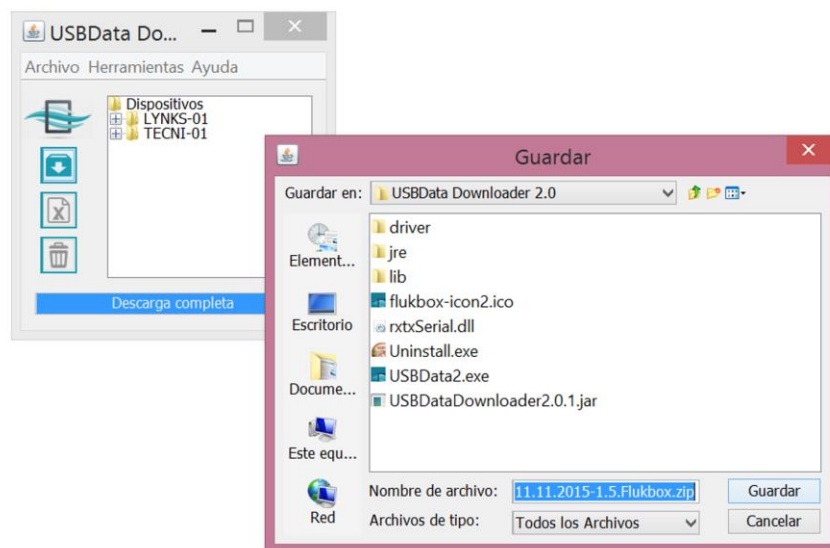 USBData Do...
Archivo Herramientas Ayuda
Dispositivos
LYNKS-01
TECNI-01
Descarga completa
Guardar
Guardar en: USBData Downloader 2.0
Element...
Escritorio
Docume...
Este equ...
Red
driver
jre
lib
flukbox-icon2.ico
rxtxSerial.dll
Uninstall.exe
USBData2.exe
USBDataDownloader2.0.1.jar
Nombre de archivo: 11.11.2015-1.5.Flukbox.zip Guardar
Archivos de tipo: Todos los Archivos Cancelar